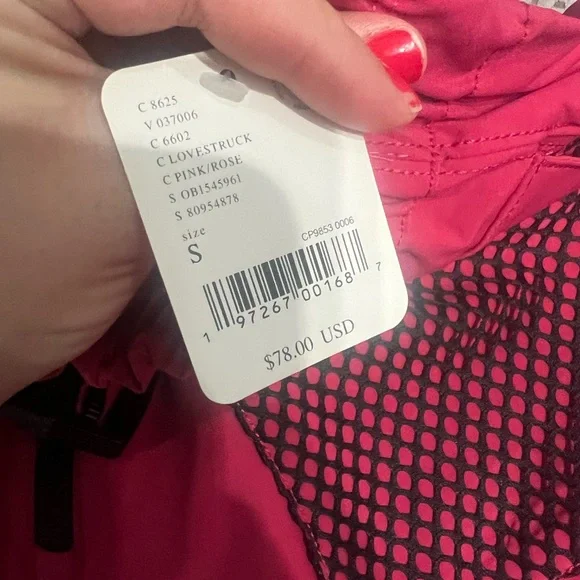 C 8625
V 037006
C 6602
C LOVESTRUCK
C PINK/ROSE
S OB1545961
S 80954878
size
S
CP9853 0006
1 97267 00168 7
$78.00 USD